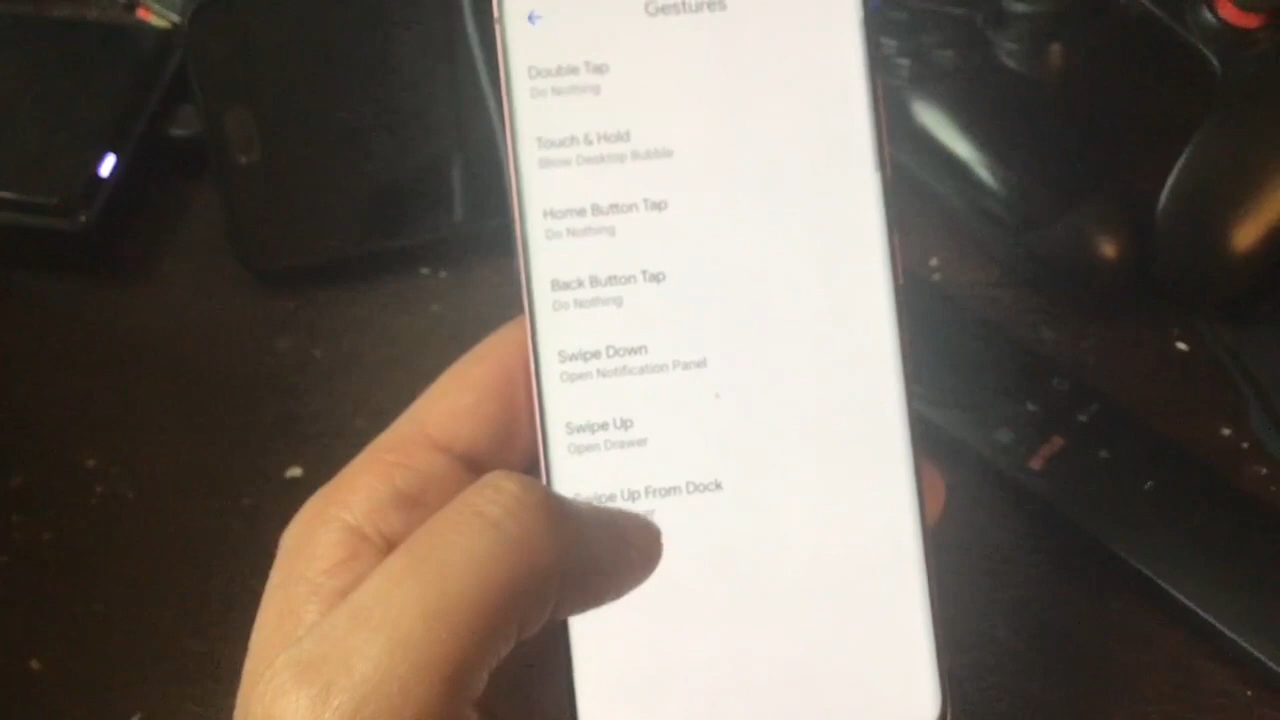 Gestures
Double Tap
Do Nothing
Touch & Hold
Show Desktop Bubble
Home Button Tap
Do Nothing
Back Button Tap
Do Nothing
Swipe Down
Open Notification Panel
Swipe Up
Open Drawer
Swipe Up From Dock